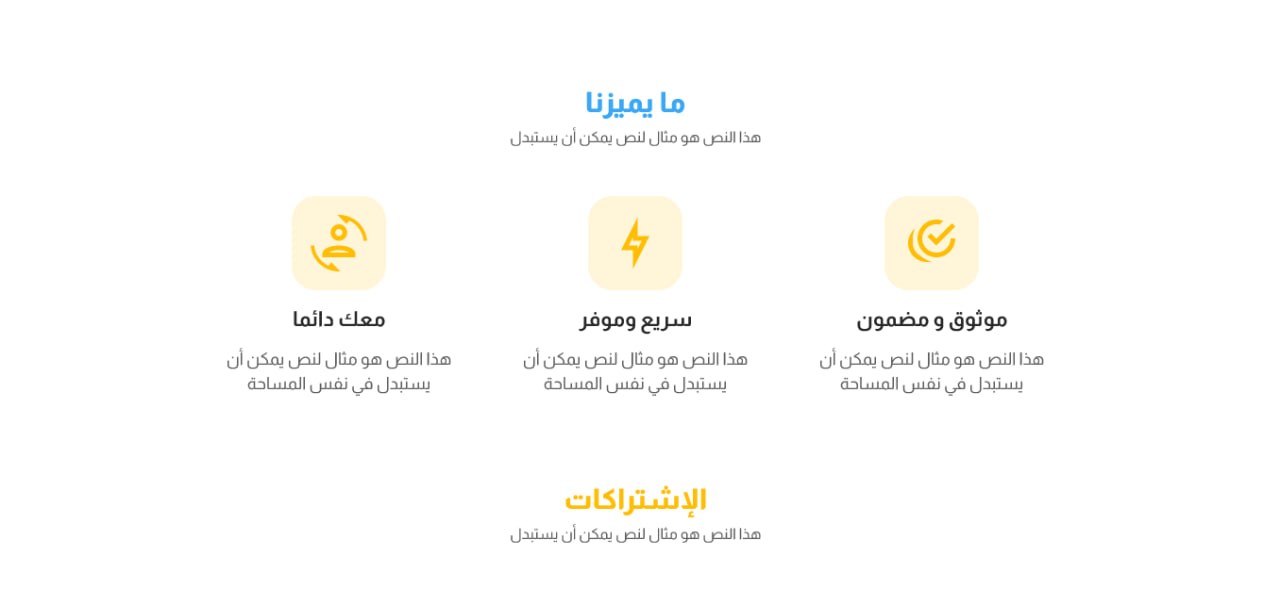 ما يميزنا
هذا النص هو مثال لنص يمكن أن يستبدل
موثوق و مضمون
هذا النص هو مثال لنص يمكن أن
يستبدل في نفس المساحة
سريع وموفر
هذا النص هو مثال لنص يمكن أن
يستبدل في نفس المساحة
معك دائما
هذا النص هو مثال لنص يمكن أن
يستبدل في نفس المساحة
الإشتراكات
هذا النص هو مثال لنص يمكن أن يستبدل